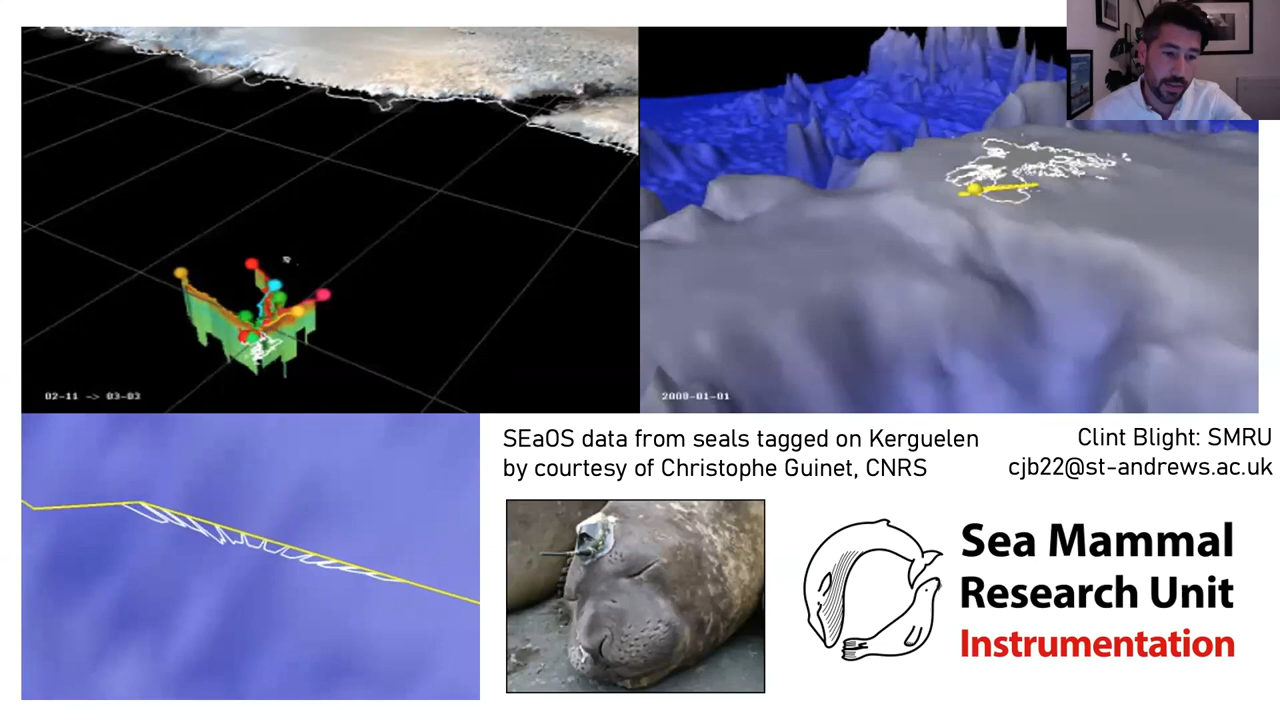 02-11 -> 03-03
2008-01-01
SEaOS data from seals tagged on Kerguelen
by courtesy of Christophe Guinet, CNRS
Clint Blight: SMRU
cjb22@st-andrews.ac.uk
Sea Mammal
Research Unit
Instrumentation